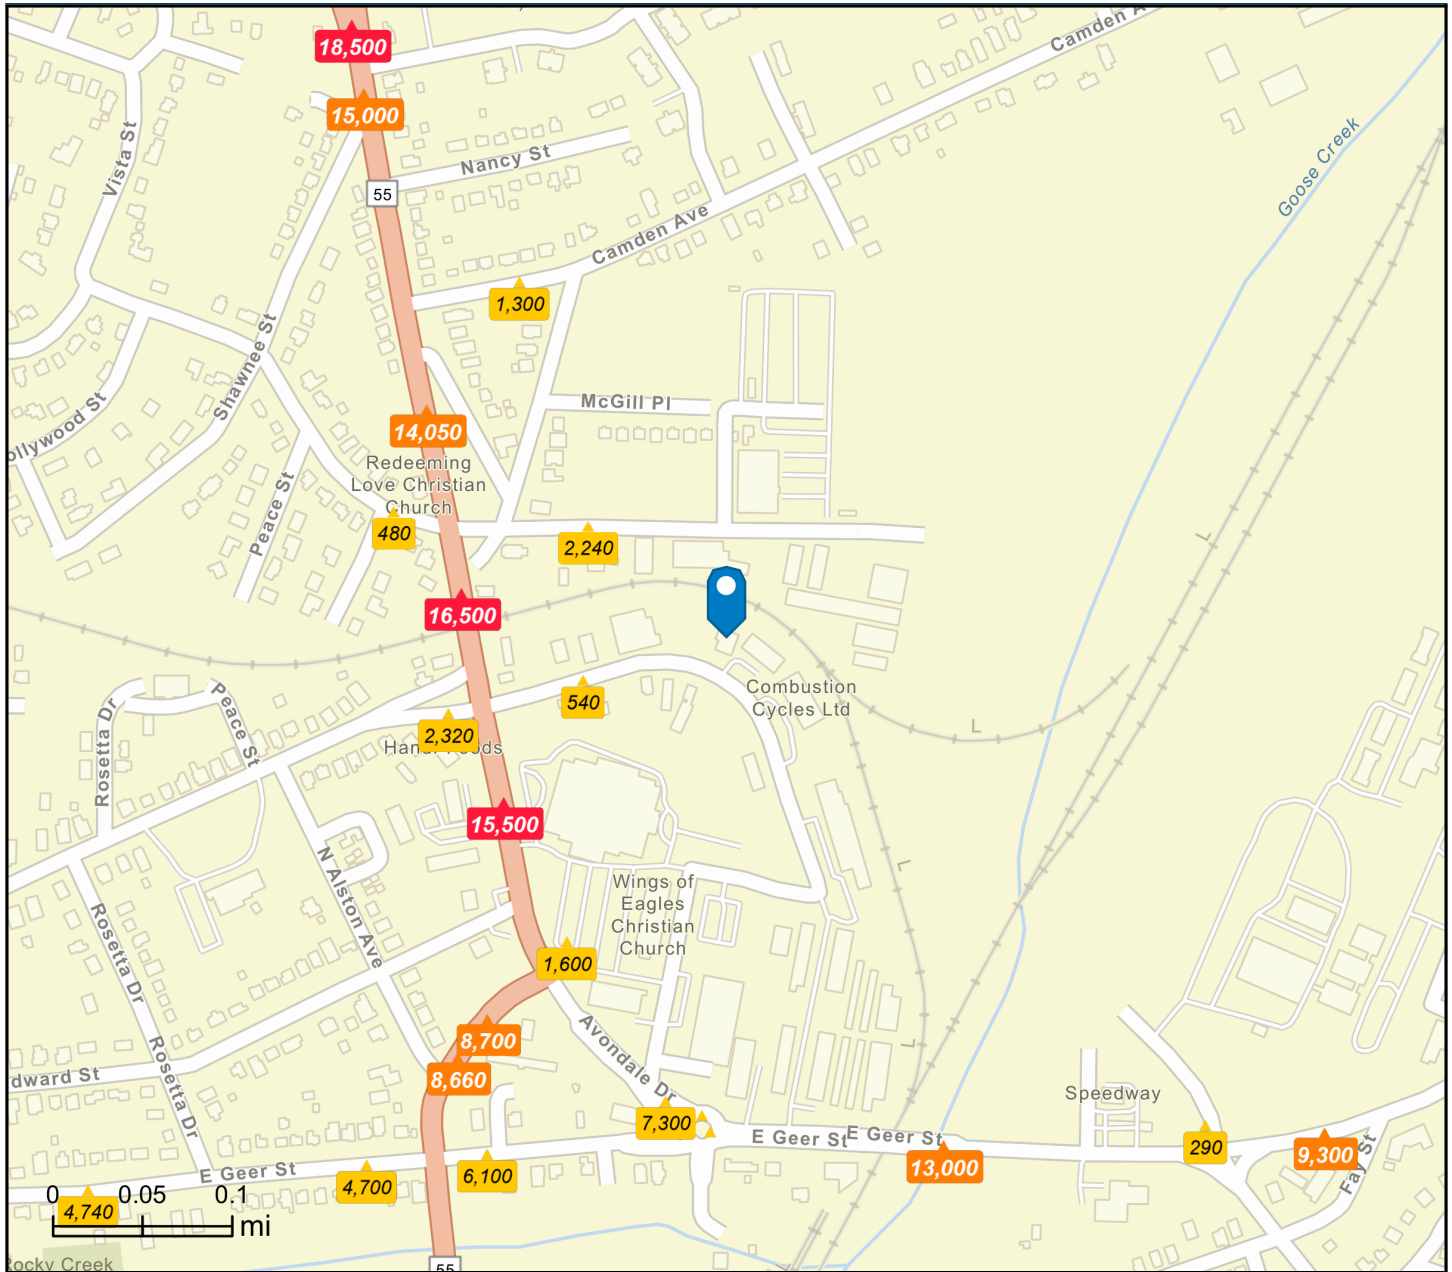 Camden A
18,500
15,000
Goose Creek
Vista St
Nancy St
55
Camden Ave
1,300
Shawnee St
McGill Pl
ollywood St
14,050
Redeeming
Love Christian
Church
Peace St
480
2,240
L
16,500
Combustion
Cycles Ltd
540
Peace St
Rosetta Dr
2,320
L
15,500
L
N Alston Ave
Wings of
Eagles
Christian
Church
Rosetta Dr
1,600
Avondale Dr
8,700
L
Rosetta Dr
dward St
8,660
Speedway
7,300
E Geer St
E Geer St
290
9,300
Fay St
13,000
E Geer St
6,100
4,700
0 0.05 0.1
mi
4,740
Rocky Creek
55